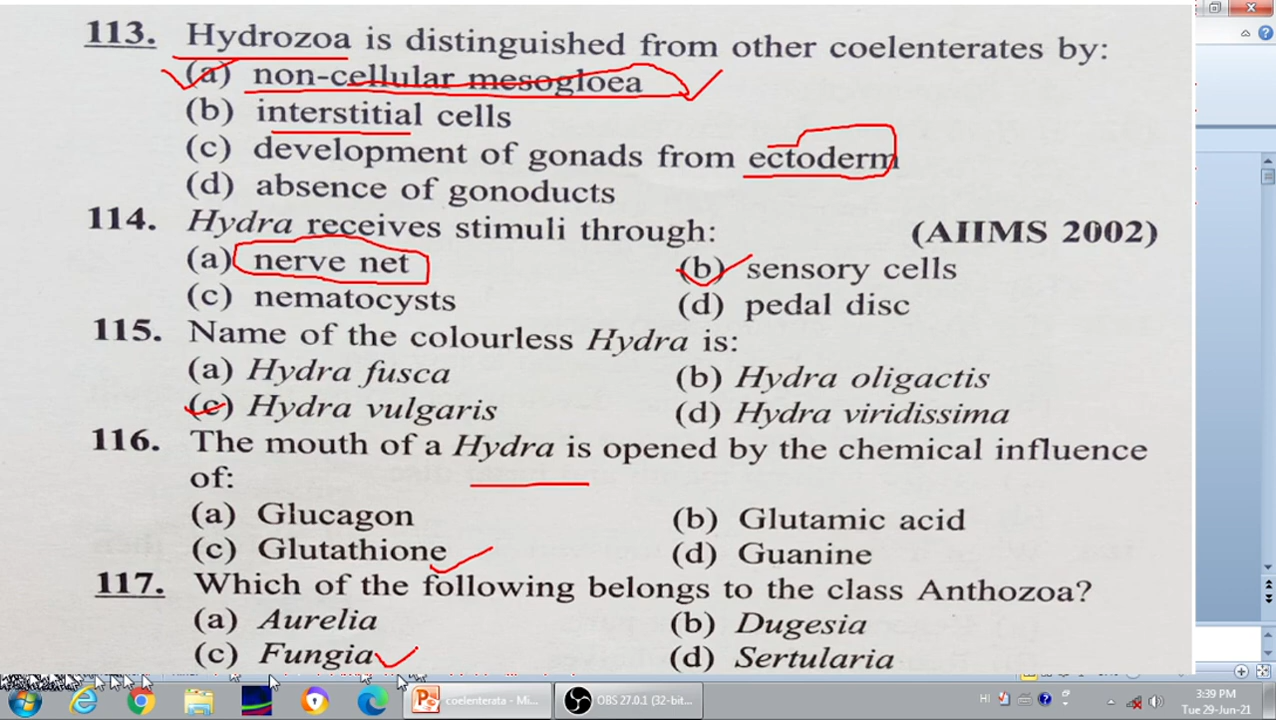 113. Hydrozoa is distinguished from other coelenterates by:
(a) non-cellular mesogloea
(b) interstitial cells
(c) development of gonads from ectoderm
(d) absence of gonoducts
114. Hydra receives stimuli through: (AIIMS 2002)
(a) nerve net (b) sensory cells
(c) nematocysts (d) pedal disc
115. Name of the colourless Hydra is:
(a) Hydra fusca (b) Hydra oligactis
(c) Hydra vulgaris (d) Hydra viridissima
116. The mouth of a Hydra is opened by the chemical influence
of:
(a) Glucagon (b) Glutamic acid
(c) Glutathione (d) Guanine
117. Which of the following belongs to the class Anthozoa?
(a) Aurelia (b) Dugesia
(c) Fungia (d) Sertularia
coelenterata - Mi... OBS 27.0.1 (32-bit... HI 3:39 PM
Tue 29-Jun-21